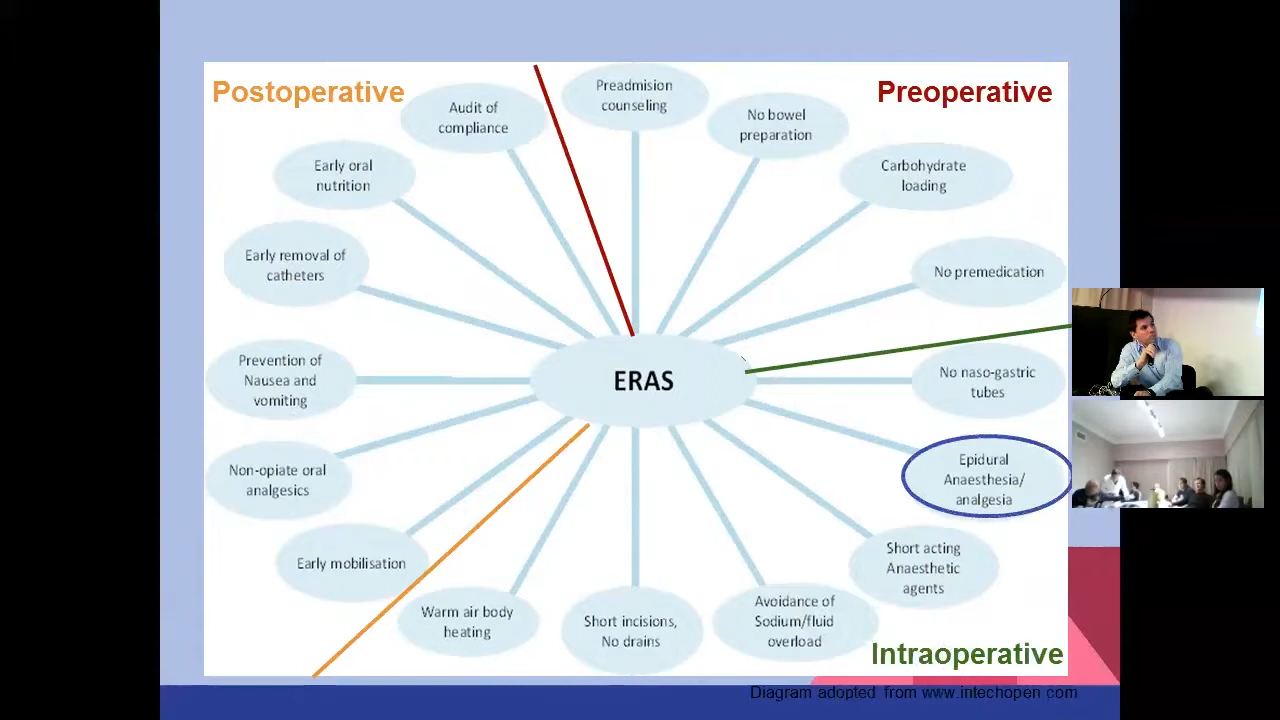 Postoperative
Preoperative
Preadmision
counseling
Audit of
compliance
No bowel
preparation
Early oral
nutrition
Carbohydrate
loading
Early removal of
catheters
No premedication
Prevention of
Nausea and
vomiting
ERAS
No naso-gastric
tubes
Non-opiate oral
analgesics
Epidural
Anaesthesia/
analgesia
Early mobilisation
Short acting
Anaesthetic
agents
Warm air body
heating
Short incisions,
No drains
Avoidance of
Sodium/fluid
overload
Intraoperative
Diagram adopted from www.intechopen com